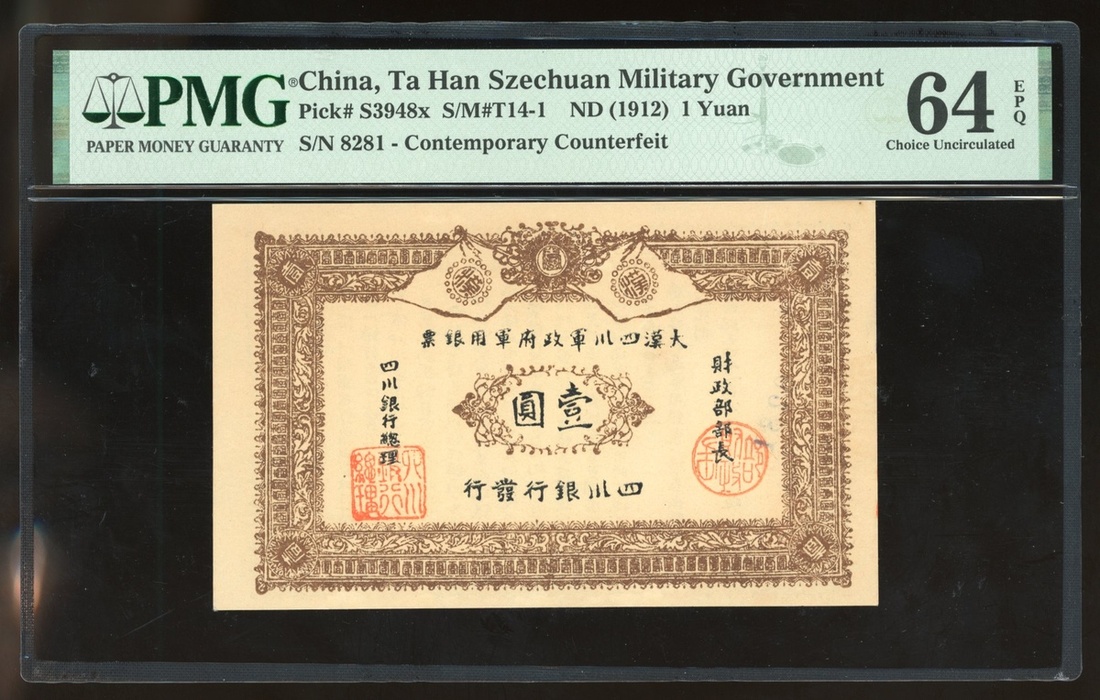 PMG®
PAPER MONEY GUARANTY
China, Ta Han Szechuan Military Government
Pick# S3948x S/M#T14-1 ND (1912) 1 Yuan
S/N 8281 - Contemporary Counterfeit
64
EPQ
Choice Uncirculated
圓
漢
大漢四川軍政府軍用銀票
財政部部長
壹圓
四川銀行總理
四川銀行發行